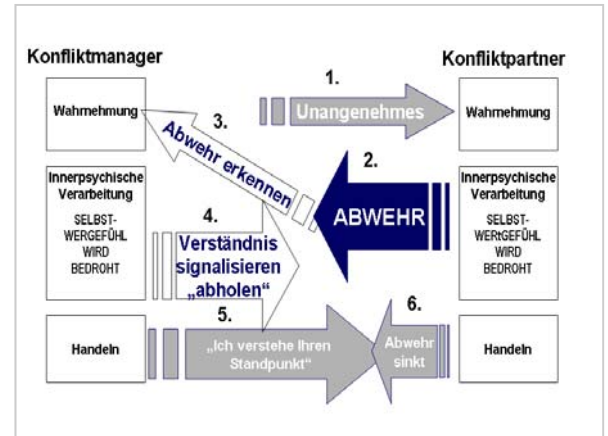 Konfliktmanager
Konfliktpartner
1.
Wahrnehmung
Unangenehmes
Wahrnehmung
3.
Abwehr erkennen
2.
Innerpsychische
Verarbeitung
SELBST-
WERGEFÜHL
WIRD
BEDROHT
ABWEHR
Innerpsychische
Verarbeitung
SELBST-
WERtGEFÜHL
WIRD
BEDROHT
4.
Verständnis
signalisieren
„abholen“
5.
6.
Handeln
„Ich verstehe Ihren
Standpunkt“
Abwehr
sinkt
Handeln